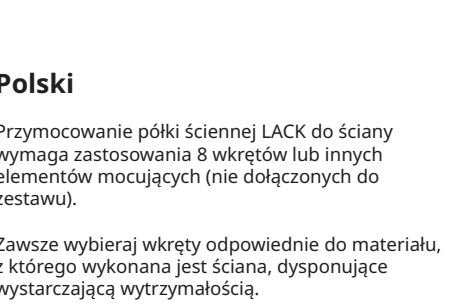 Polski
Przymocowanie półki ściennej LACK do ściany
wymaga zastosowania 8 wkrętów lub innych
elementów mocujących (nie dołączonych do
zestawu).
Zawsze wybieraj wkręty odpowiednie do materiału,
z którego wykonana jest ściana, dysponujące
wystarczającą wytrzymałością.